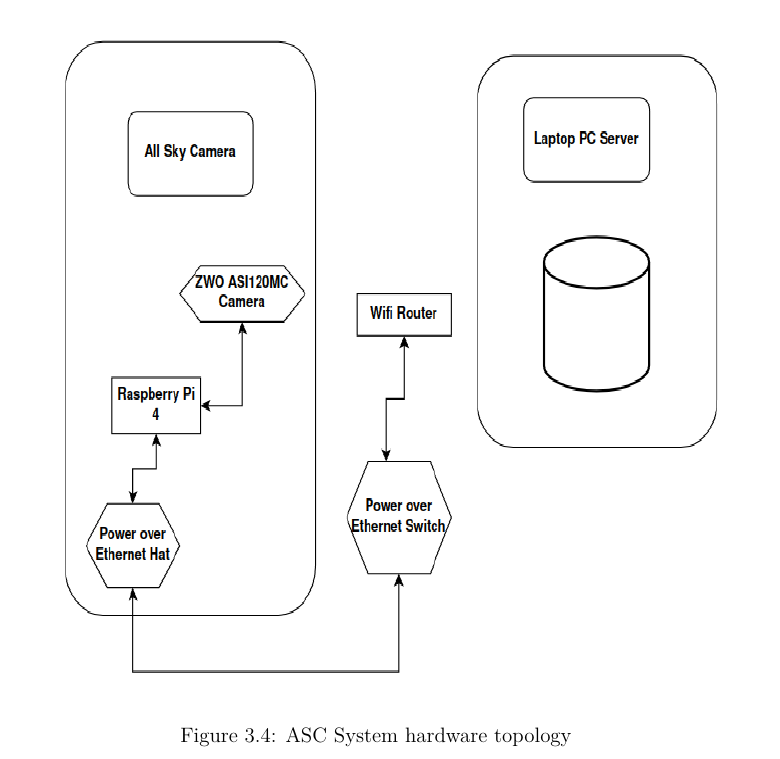 All Sky Camera
Laptop PC Server
ZWO ASI120MC
Camera
Wifi Router
Raspberry Pi
4
Power over
Ethernet Switch
Power over
Ethernet Hat
Figure 3.4: ASC System hardware topology